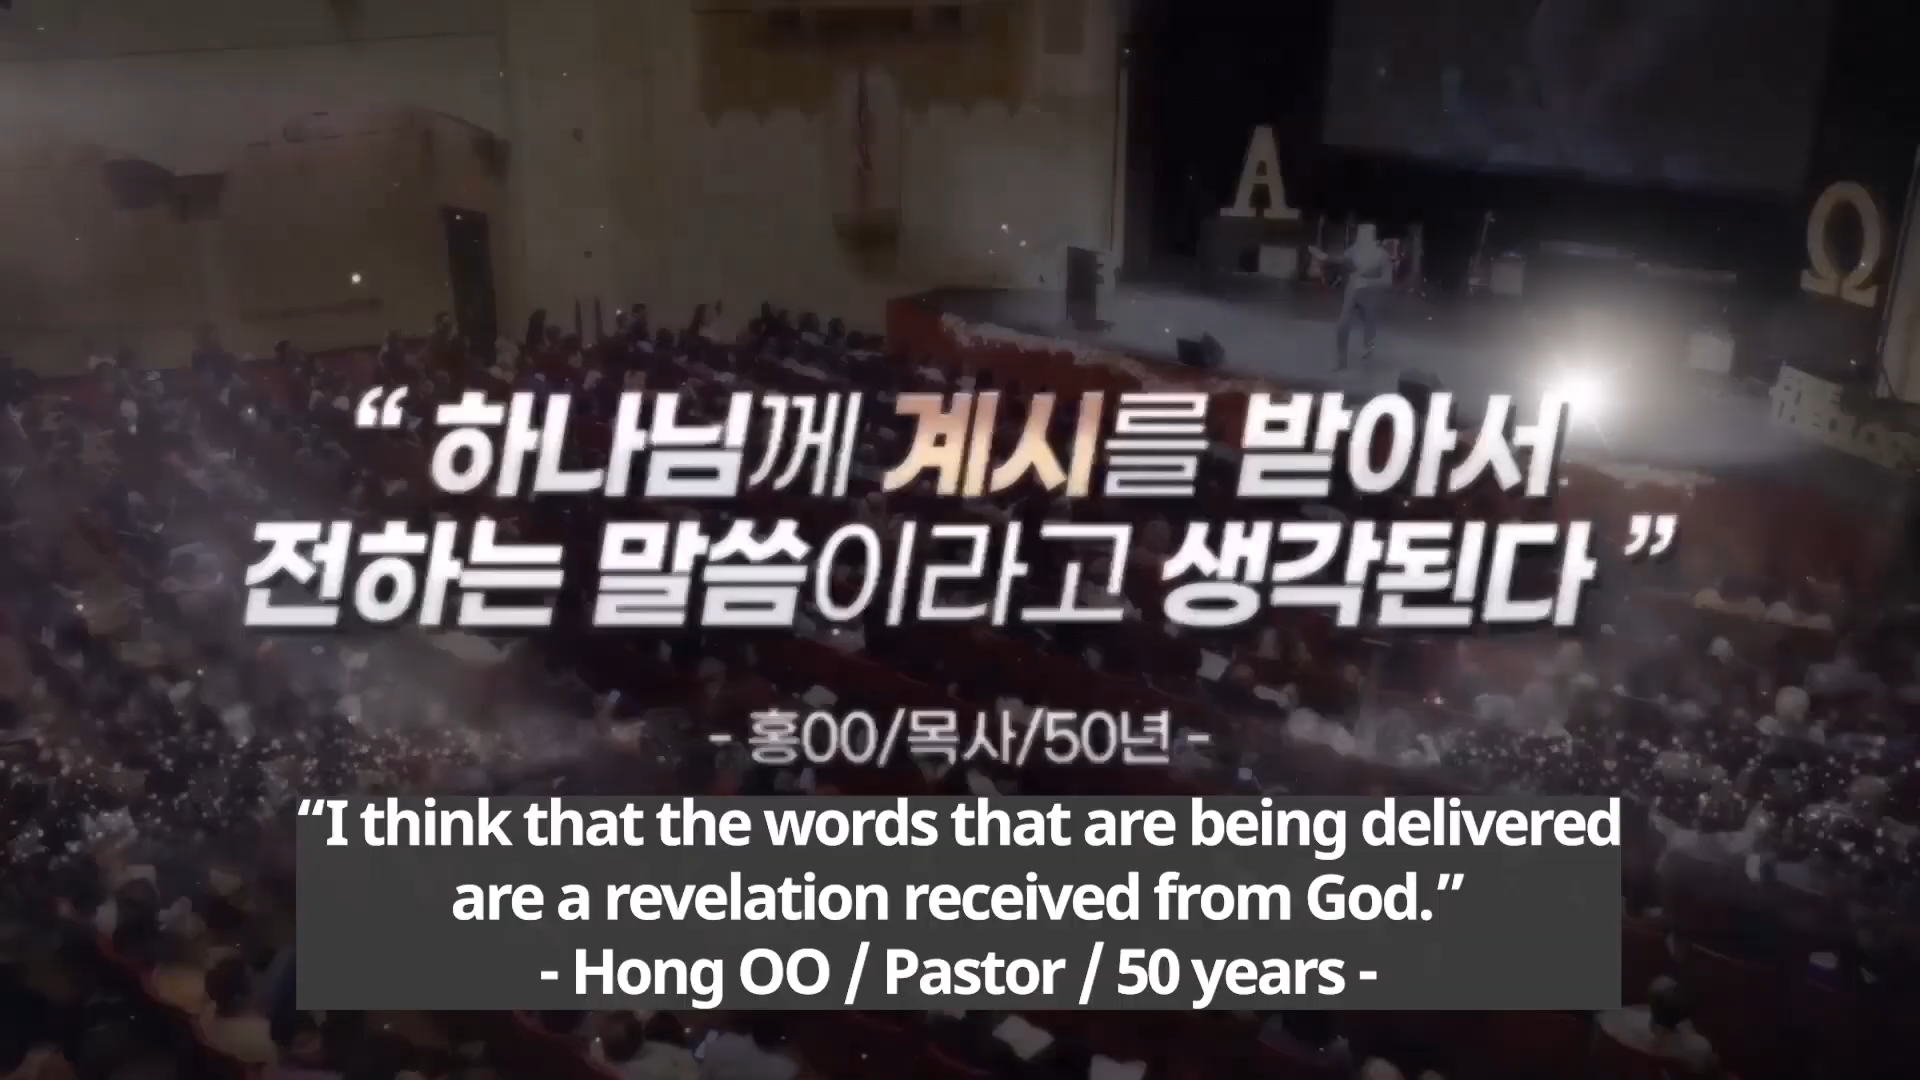 A
Ω
“ 하나님께 계시를 받아서
전하는 말씀이라고 생각된다 ”
- 홍OO/목사/50년 -
“I think that the words that are being delivered
are a revelation received from God.”
- Hong OO / Pastor / 50 years -